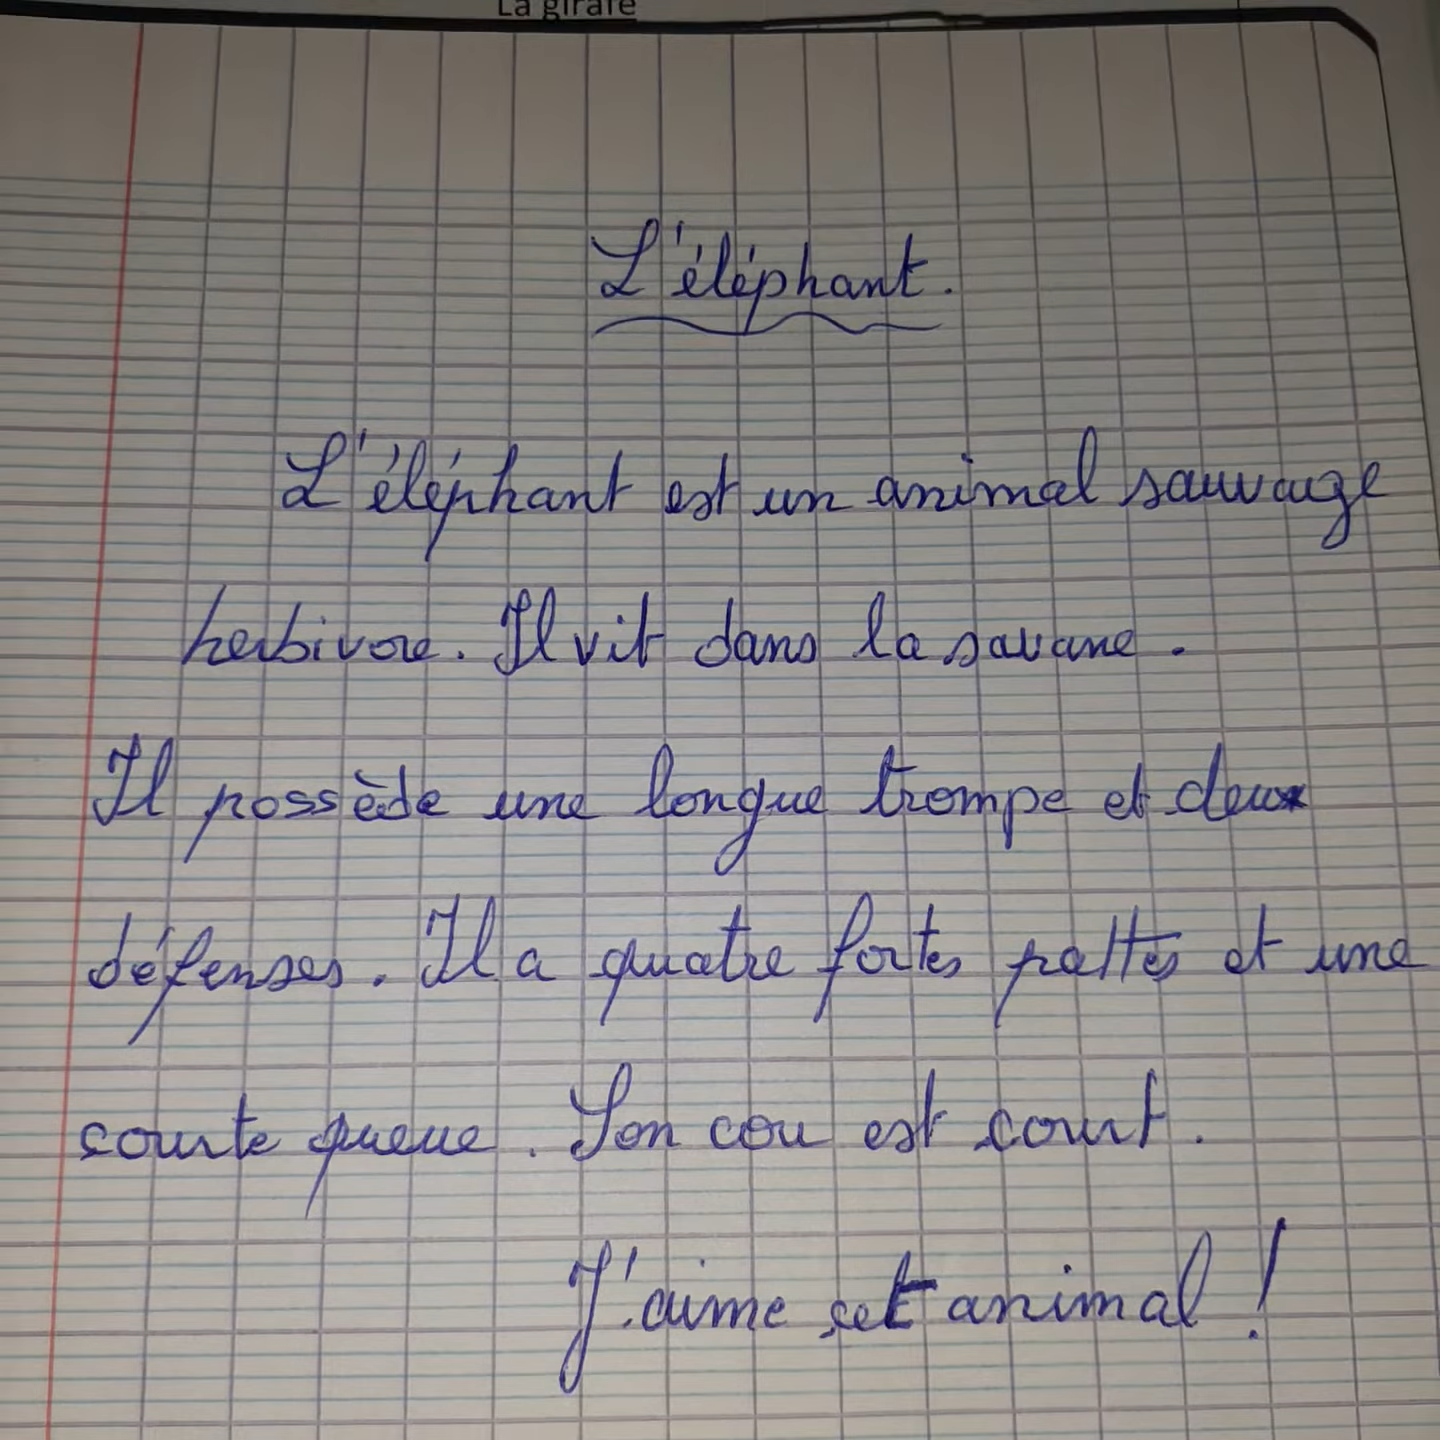 La girafe
L'éléphant.
L'éléphant est un animal sauvage
herbivore. Il vit dans la savane.
Il possède une longue trompe et deux
défenses. Il a quatre fortes pattes et une
courte queue. Son cou est court.
J'aime cet animal !